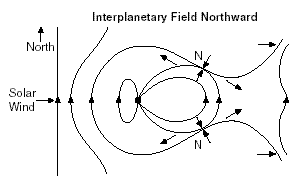 Interplanetary Field Northward
North
N
Solar
Wind
N